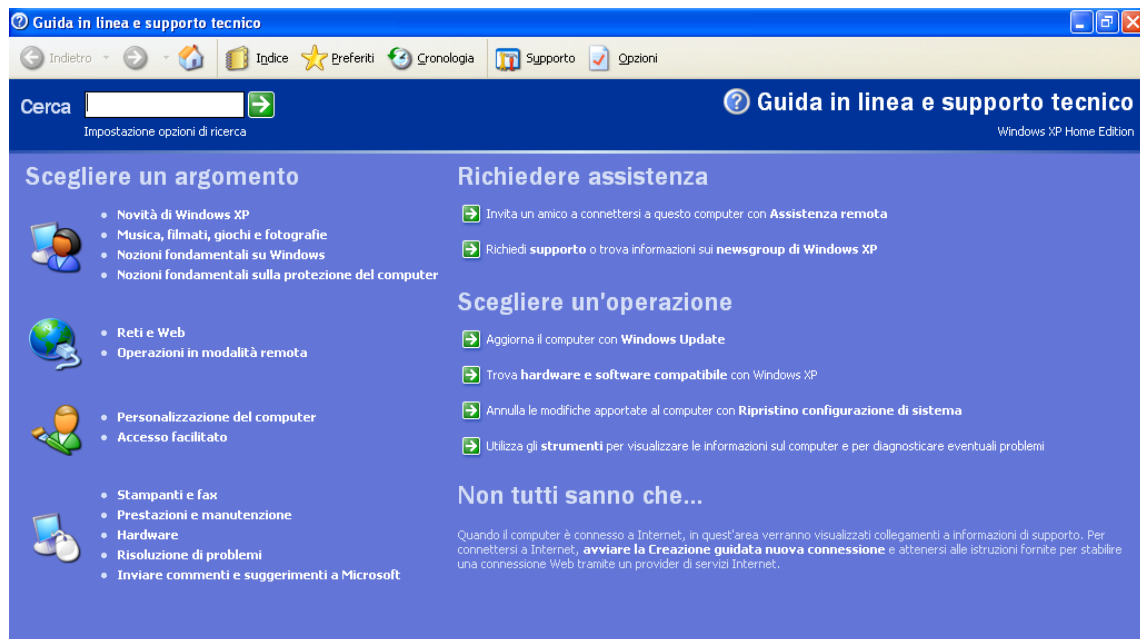 Guida in linea e supporto tecnico
Indietro Indice Preferiti Cronologia Supporto Opzioni
Cerca
Impostazione opzioni di ricerca
Guida in linea e supporto tecnico
Windows XP Home Edition
Scegliere un argomento
Novità di Windows XP
Musica, filmati, giochi e fotografie
Nozioni fondamentali su Windows
Nozioni fondamentali sulla protezione del computer
Reti e Web
Operazioni in modalità remota
Personalizzazione del computer
Accesso facilitato
Stampanti e fax
Prestazioni e manutenzione
Hardware
Risoluzione di problemi
Inviare commenti e suggerimenti a Microsoft
Richiedere assistenza
Invita un amico a connettersi a questo computer con Assistenza remota
Richiedi supporto o trova informazioni sui newsgroup di Windows XP
Scegliere un'operazione
Aggiorna il computer con Windows Update
Trova hardware e software compatibile con Windows XP
Annulla le modifiche apportate al computer con Ripristino configurazione di sistema
Utilizza gli strumenti per visualizzare le informazioni sul computer e per diagnosticare eventuali problemi
Non tutti sanno che...
Quando il computer è connesso a Internet, in quest'area verranno visualizzati collegamenti a informazioni di supporto. Per
connettersi a Internet, avviare la Creazione guidata nuova connessione e attenersi alle istruzioni fornite per stabilire
una connessione Web tramite un provider di servizi Internet.